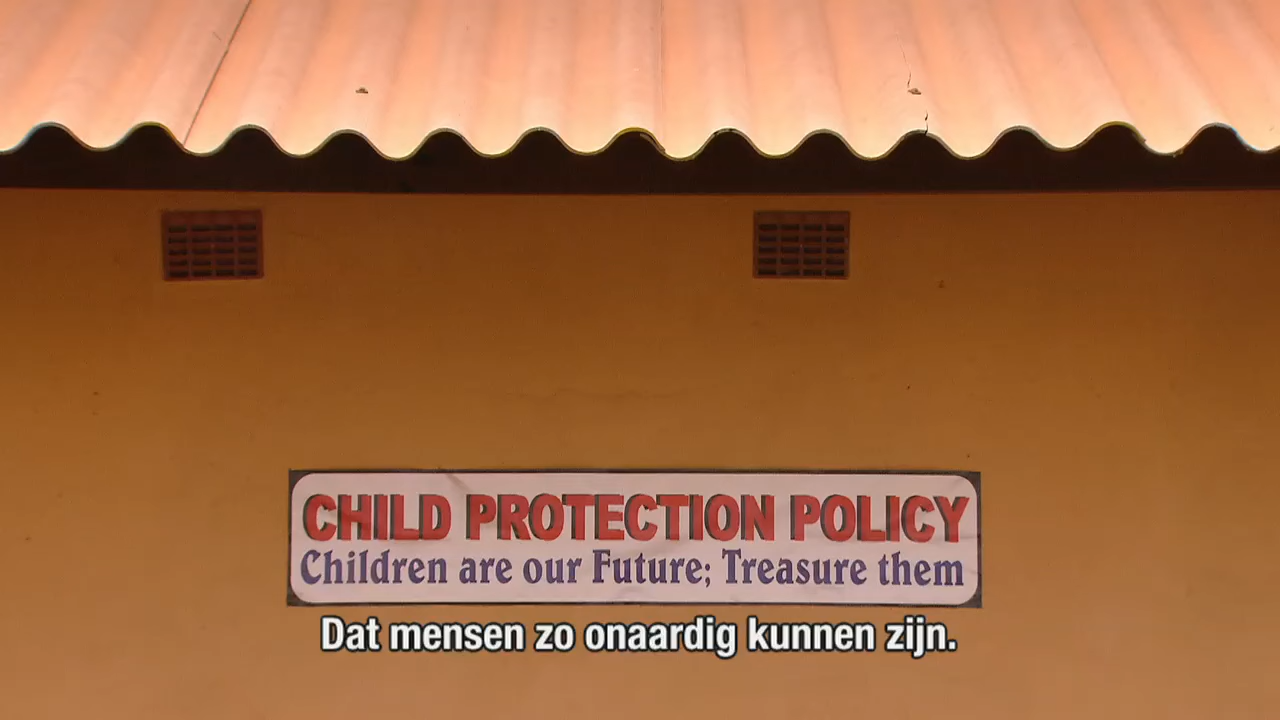 CHILD PROTECTION POLICY
Children are our Future; Treasure them
Dat mensen zo onaardig kunnen zijn.